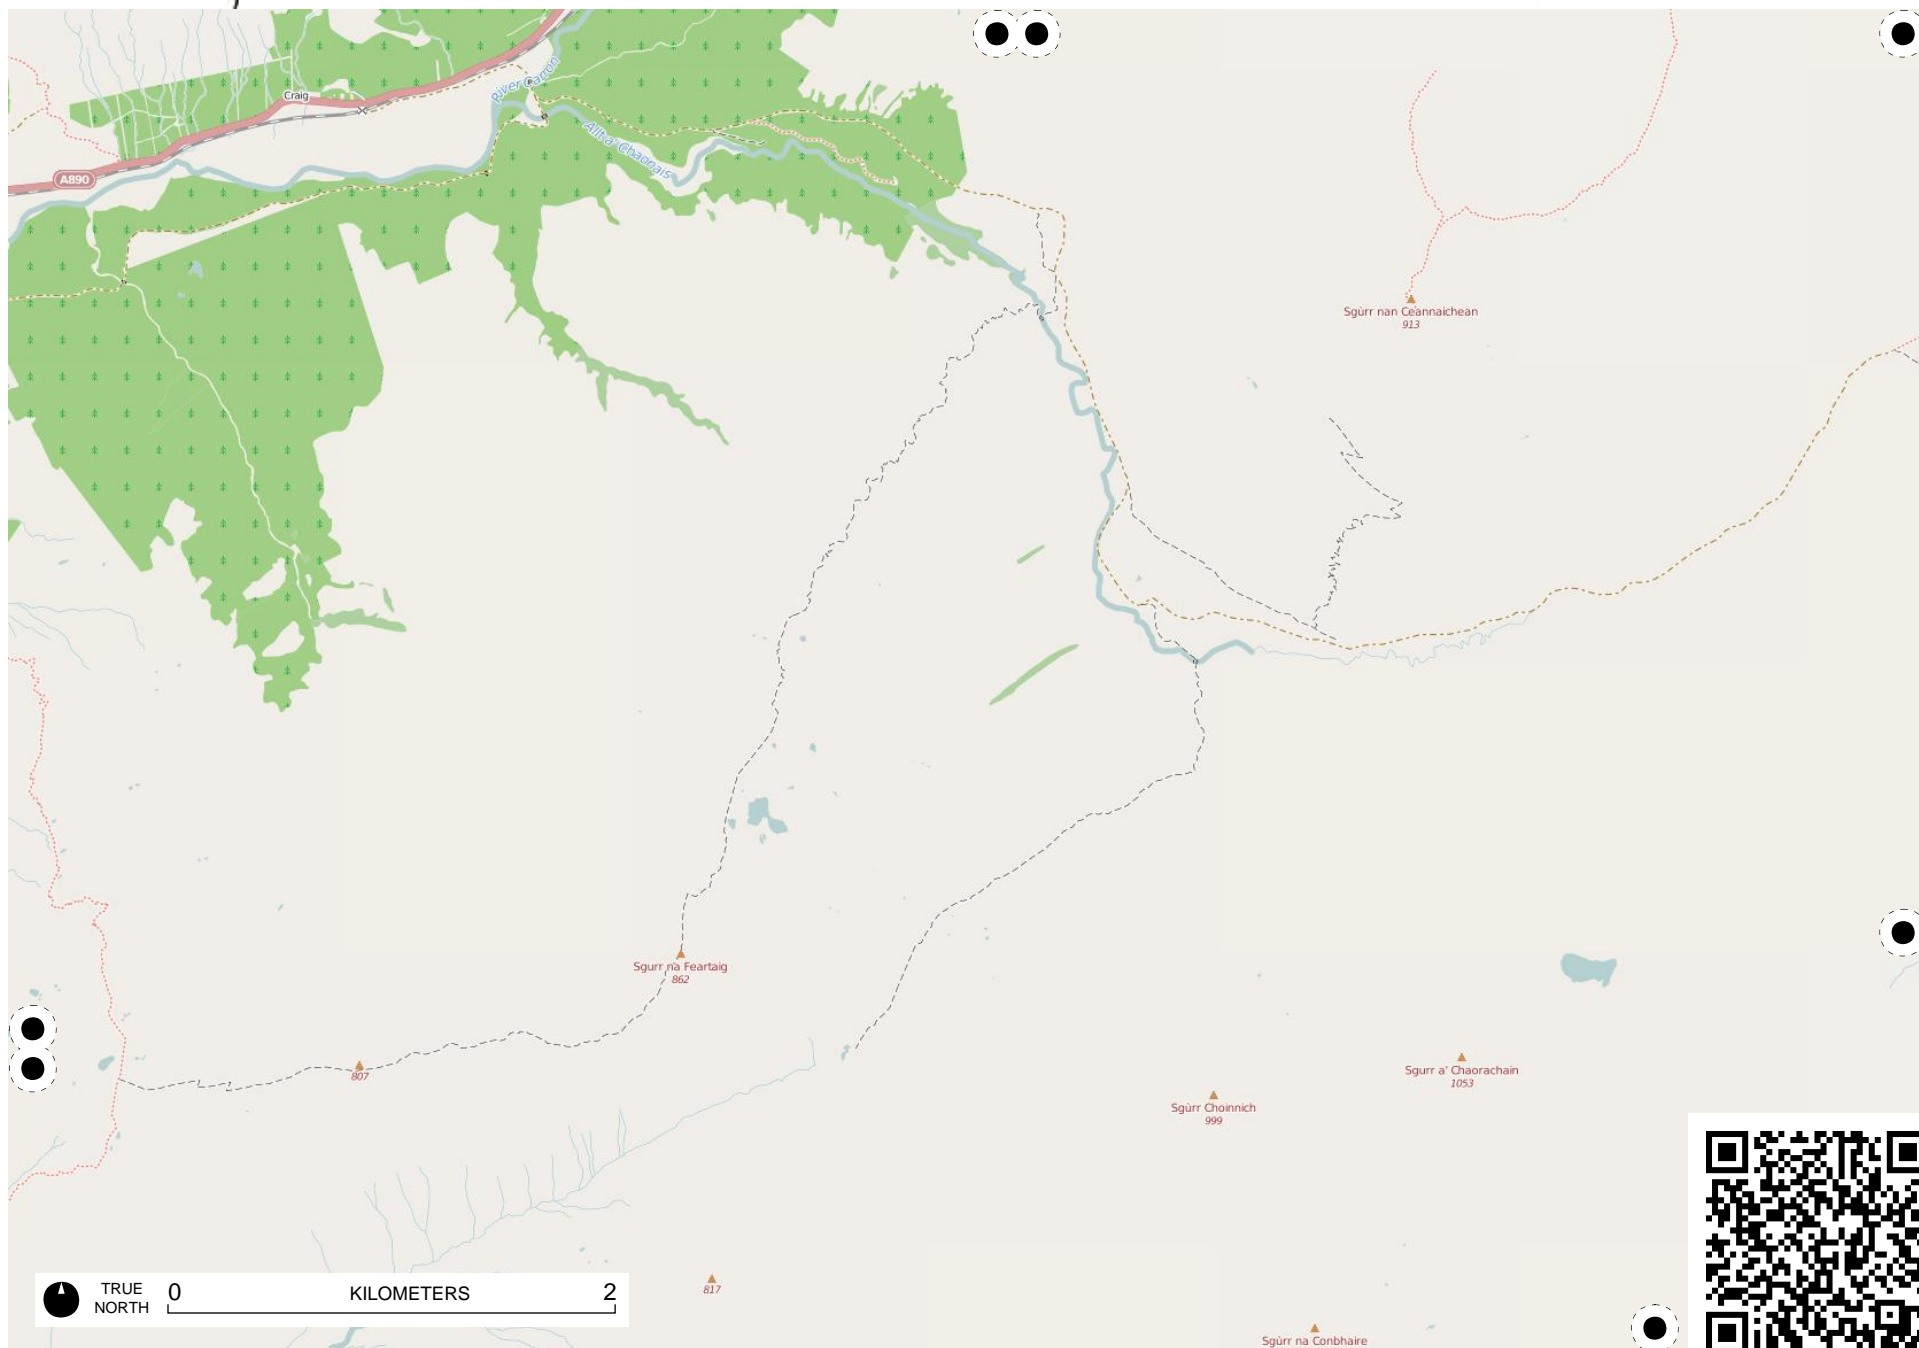 River Carron
Craig
Allt a' Chaonais
A890
Sgùrr nan Ceannaichean
913
Sgurr na Feartaig
862
807
Sgurr a' Chaorachain
1053
Sgùrr Choinnich
999
817
Sgùrr na Conbhaire
TRUE NORTH
0 KILOMETERS 2